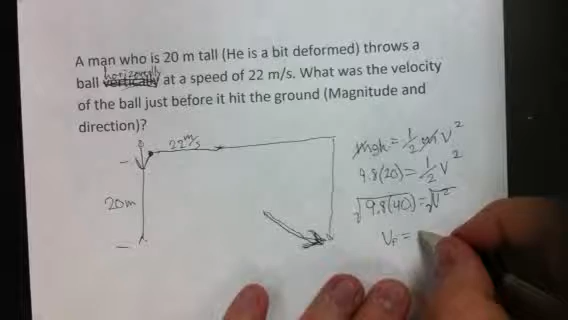 A man who is 20 m tall (He is a bit deformed) throws a
horizontally
ball vertically at a speed of 22 m/s. What was the velocity
of the ball just before it hit the ground (Magnitude and
direction)?
22 m/s
20m
mgh = 1/2 mV²
9.8(20) = 1/2 V²
√9.8(40) = √V²
VF =